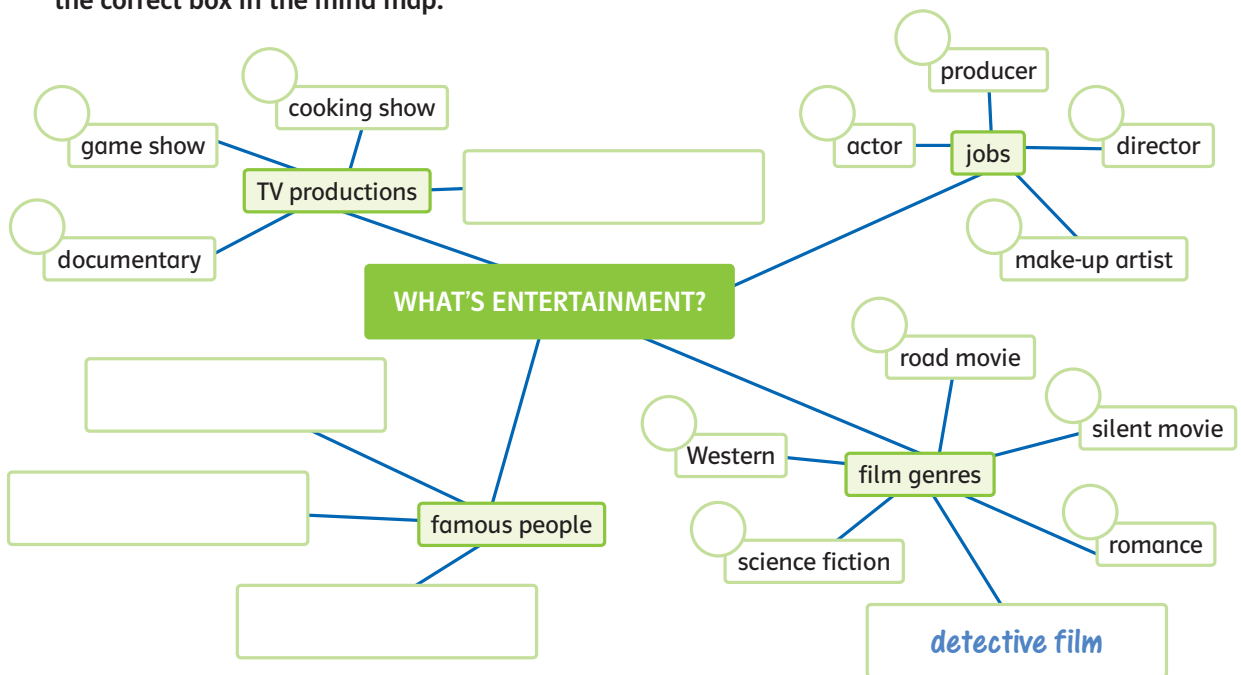 the correct box in the mind map.
cooking show
game show
TV productions
documentary
producer
actor
jobs
director
make-up artist
WHAT'S ENTERTAINMENT?
road movie
silent movie
Western
film genres
science fiction
romance
detective film
famous people